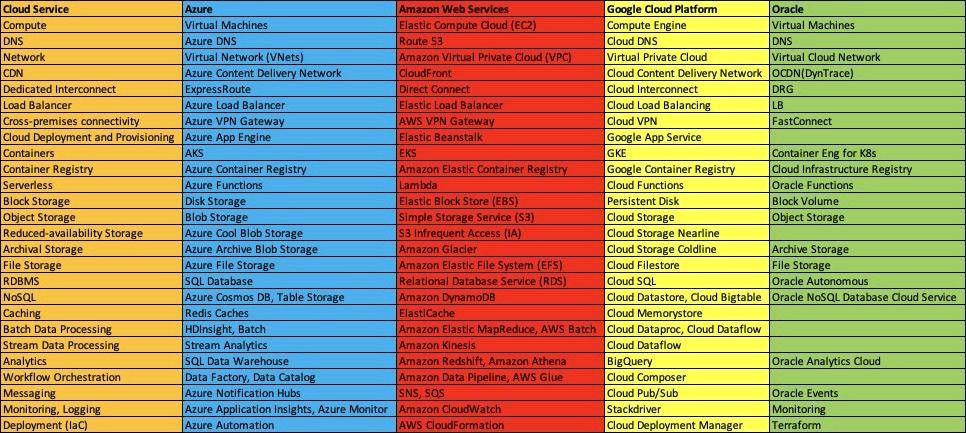 Cloud Service Azure Amazon Web Services Google Cloud Platform Oracle
Compute Virtual Machines Elastic Compute Cloud (EC2) Compute Engine Virtual Machines
DNS Azure DNS Route 53 Cloud DNS DNS
Network Virtual Network (VNets) Amazon Virtual Private Cloud (VPC) Virtual Private Cloud Virtual Cloud Network
CDN Azure Content Delivery Network CloudFront Cloud Content Delivery Network OCDN(DynTrace)
Dedicated Interconnect ExpressRoute Direct Connect Cloud Interconnect DRG
Load Balancer Azure Load Balancer Elastic Load Balancer Cloud Load Balancing LB
Cross-premises connectivity Azure VPN Gateway AWS VPN Gateway Cloud VPN FastConnect
Cloud Deployment and Provisioning Azure App Engine Elastic Beanstalk Google App Service
Containers AKS EKS GKE Container Eng for K8s
Container Registry Azure Container Registry Amazon Elastic Container Registry Google Container Registry Cloud Infrastructure Registry
Serverless Azure Functions Lambda Cloud Functions Oracle Functions
Block Storage Disk Storage Elastic Block Store (EBS) Persistent Disk Block Volume
Object Storage Blob Storage Simple Storage Service (S3) Cloud Storage Object Storage
Reduced-availability Storage Azure Cool Blob Storage S3 Infrequent Access (IA) Cloud Storage Nearline
Archival Storage Azure Archive Blob Storage Amazon Glacier Cloud Storage Coldline Archive Storage
File Storage Azure File Storage Amazon Elastic File System (EFS) Cloud Filestore File Storage
RDBMS SQL Database Relational Database Service (RDS) Cloud SQL Oracle Autonomous
NoSQL Azure Cosmos DB, Table Storage Amazon DynamoDB Cloud Datastore, Cloud Bigtable Oracle NoSQL Database Cloud Service
Caching Redis Caches ElastiCache Cloud Memorystore
Batch Data Processing HDInsight, Batch Amazon Elastic MapReduce, AWS Batch Cloud Dataproc, Cloud Dataflow
Stream Data Processing Stream Analytics Amazon Kinesis Cloud Dataflow
Analytics SQL Data Warehouse Amazon Redshift, Amazon Athena BigQuery Oracle Analytics Cloud
Workflow Orchestration Data Factory, Data Catalog Amazon Data Pipeline, AWS Glue Cloud Composer
Messaging Azure Notification Hubs SNS, SQS Cloud Pub/Sub Oracle Events
Monitoring, Logging Azure Application Insights, Azure Monitor Amazon CloudWatch Stackdriver Monitoring
Deployment (IaC) Azure Automation AWS CloudFormation Cloud Deployment Manager Terraform